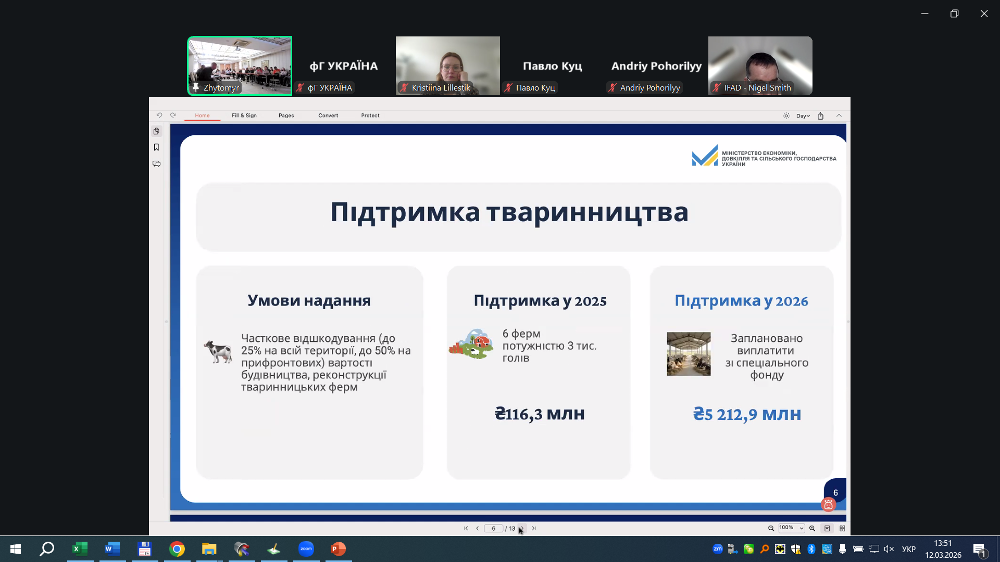 фГ УКРАЇНА
Павло Куц
Andriy Pohorilyy
Zhytomyr
фГ УКРАЇНА
Kristiina Lillestik
Павло Куц
Andriy Pohorilyy
IFAD - Nigel Smith
Home
Fill & Sign
Pages
Convert
Protect
Day
МІНІСТЕРСТВО ЕКОНОМІКИ,
ДОВКІЛЛЯ ТА СІЛЬСЬКОГО ГОСПОДАРСТВА
УКРАЇНИ
Підтримка тваринництва
Умови надання
Часткове відшкодування (до
25% на всій території, до 50% на
прифронтових) вартості
будівництва, реконструкції
тваринницьких ферм
Підтримка у 2025
6 ферм
потужністю 3 тис.
голів
₴116,3 млн
Підтримка у 2026
Заплановано
виплатити
зі спеціального
фонду
₴5 212,9 млн
6
6 / 13
100%
zoom
zm
УКР
13:51
12.03.2026
1